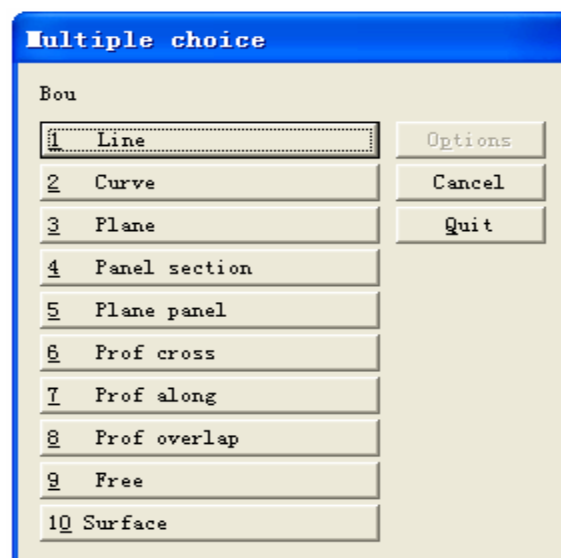 Multiple choice
Bou
1 Line
Options
2 Curve
Cancel
3 Plane
Quit
4 Panel section
5 Plane panel
6 Prof cross
7 Prof along
8 Prof overlap
9 Free
10 Surface